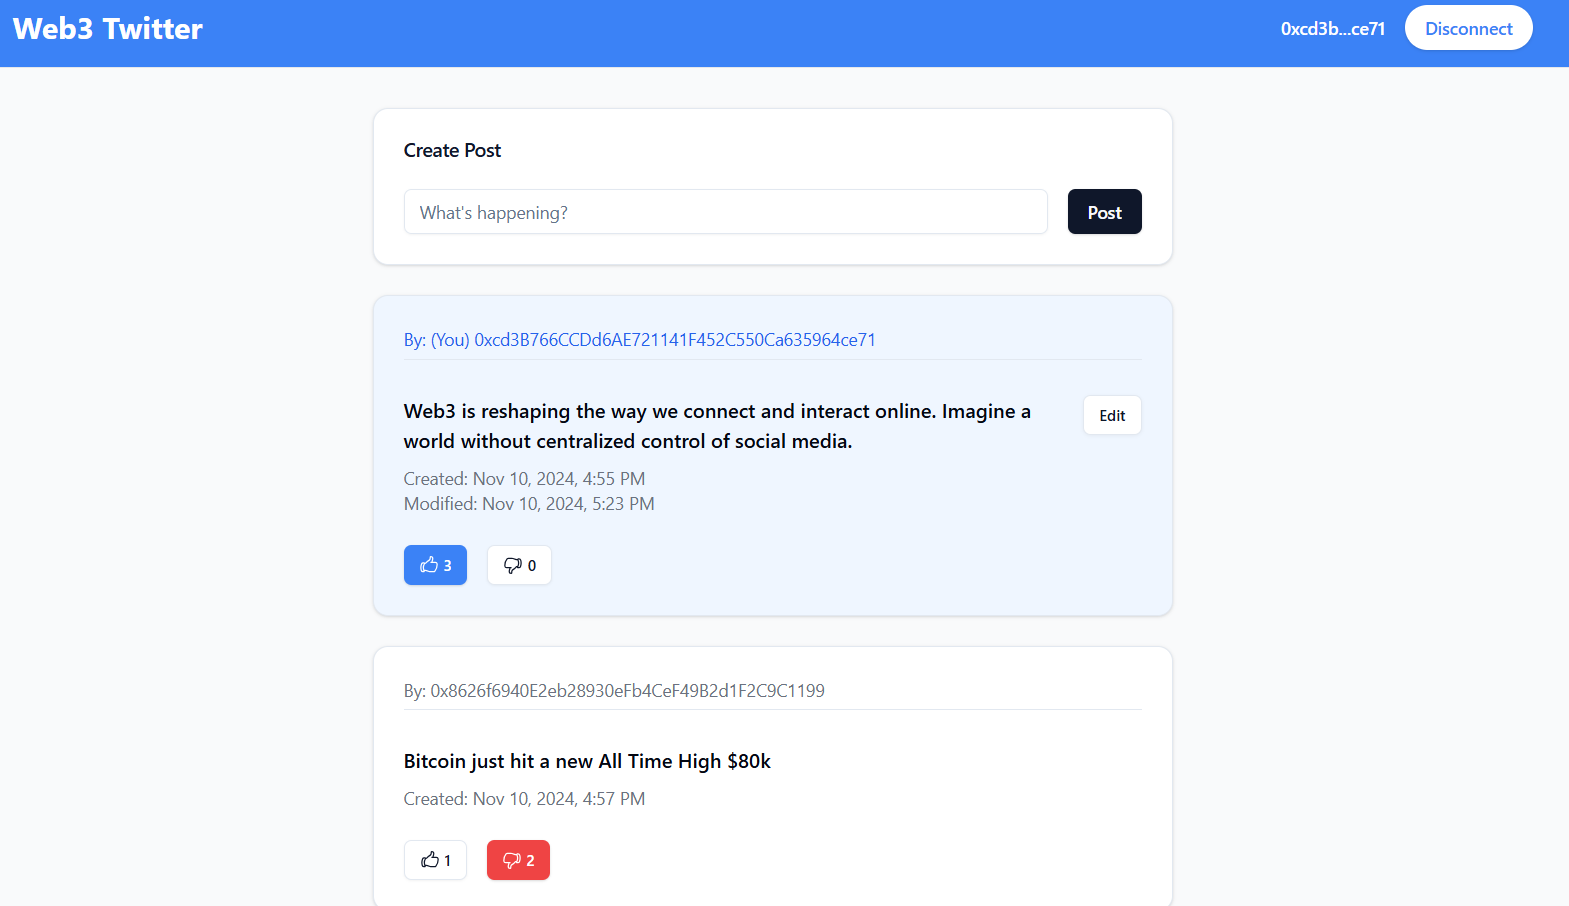 Web3 Twitter
0xcd3b...ce71
Disconnect
Create Post
What's happening?
Post
By: (You) 0xcd3B766CCDd6AE721141F452C550Ca635964ce71
Web3 is reshaping the way we connect and interact online. Imagine a
world without centralized control of social media.
Edit
Created: Nov 10, 2024, 4:55 PM
Modified: Nov 10, 2024, 5:23 PM
3
0
By: 0x8626f6940E2eb28930eFb4CeF49B2d1F2C9C1199
Bitcoin just hit a new All Time High $80k
Created: Nov 10, 2024, 4:57 PM
1
2